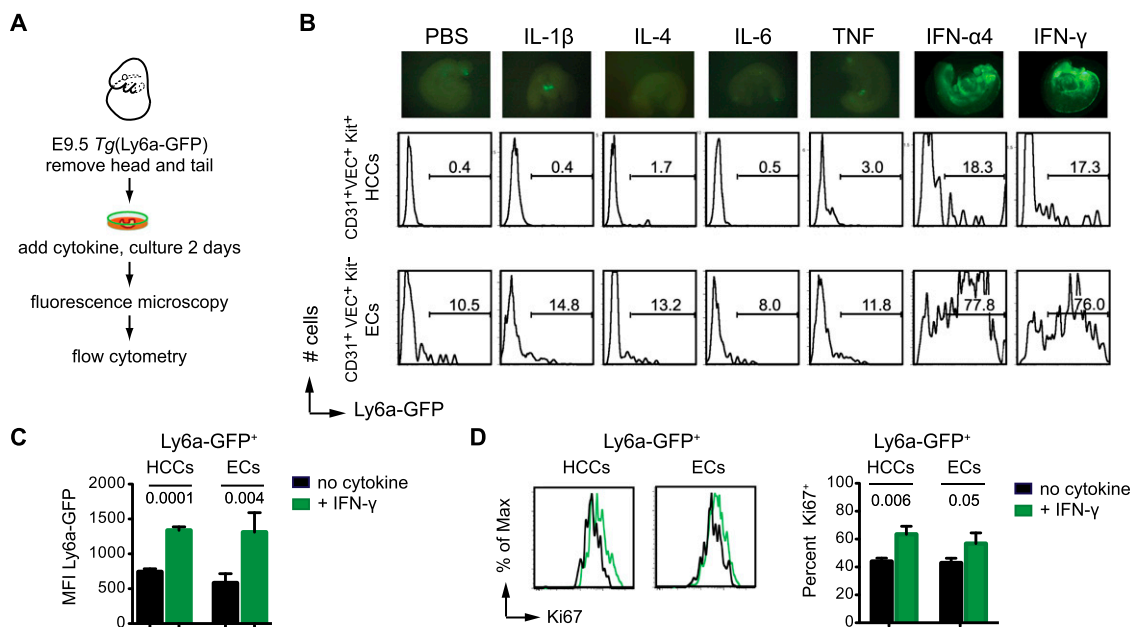 A
E9.5 Tg(Ly6a-GFP)
remove head and tail
add cytokine, culture 2 days
fluorescence microscopy
flow cytometry
B
PBS IL-1β IL-4 IL-6 TNF IFN-α4 IFN-γ
CD31⁺VEC⁺ Kit⁺
HCCs
0.4 0.4 1.7 0.5 3.0 18.3 17.3
CD31⁺ VEC⁺ Kit⁻
ECs
10.5 14.8 13.2 8.0 11.8 77.8 76.0
# cells
Ly6a-GFP
C
Ly6a-GFP⁺
HCCs ECs
0.0001 0.004
MFI Ly6a-GFP
2000
1500
1000
500
0
no cytokine
+ IFN-γ
D
Ly6a-GFP⁺
HCCs ECs
% of Max
Ki67
Ly6a-GFP⁺
HCCs ECs
0.006 0.05
Percent Ki67⁺
100
80
60
40
20
0
no cytokine
+ IFN-γ